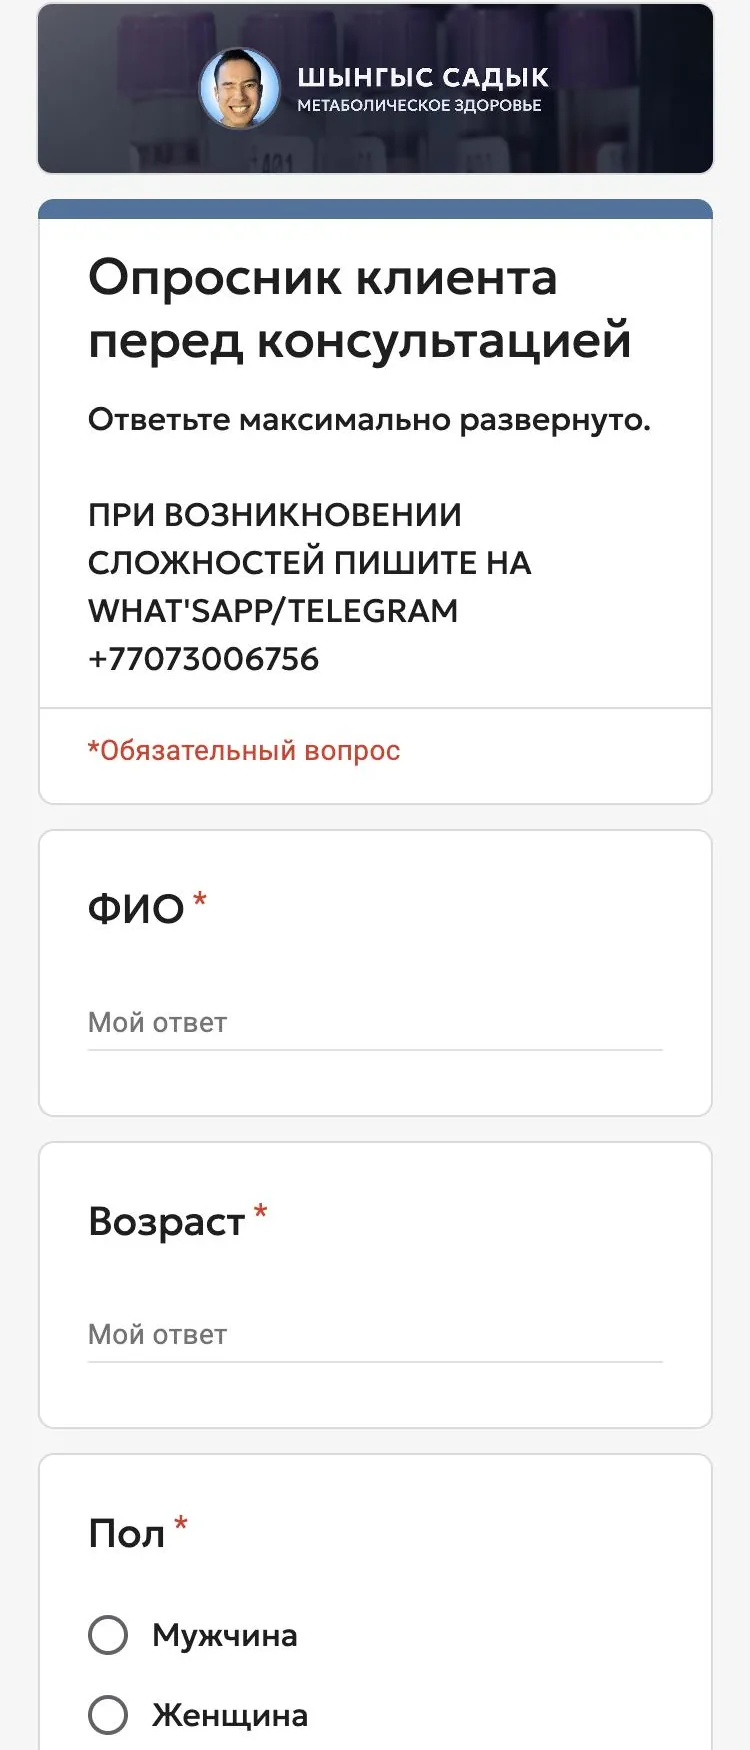 ШЫНГЫС САДЫК
МЕТАБОЛИЧЕСКОЕ ЗДОРОВЬЕ
Опросник клиента
перед консультацией
Ответьте максимально развернуто.
ПРИ ВОЗНИКНОВЕНИИ
СЛОЖНОСТЕЙ ПИШИТЕ НА
WHAT'SAPP/TELEGRAM
+77073006756
*Обязательный вопрос
ФИО *
Мой ответ
Возраст *
Мой ответ
Пол *
Мужчина
Женщина